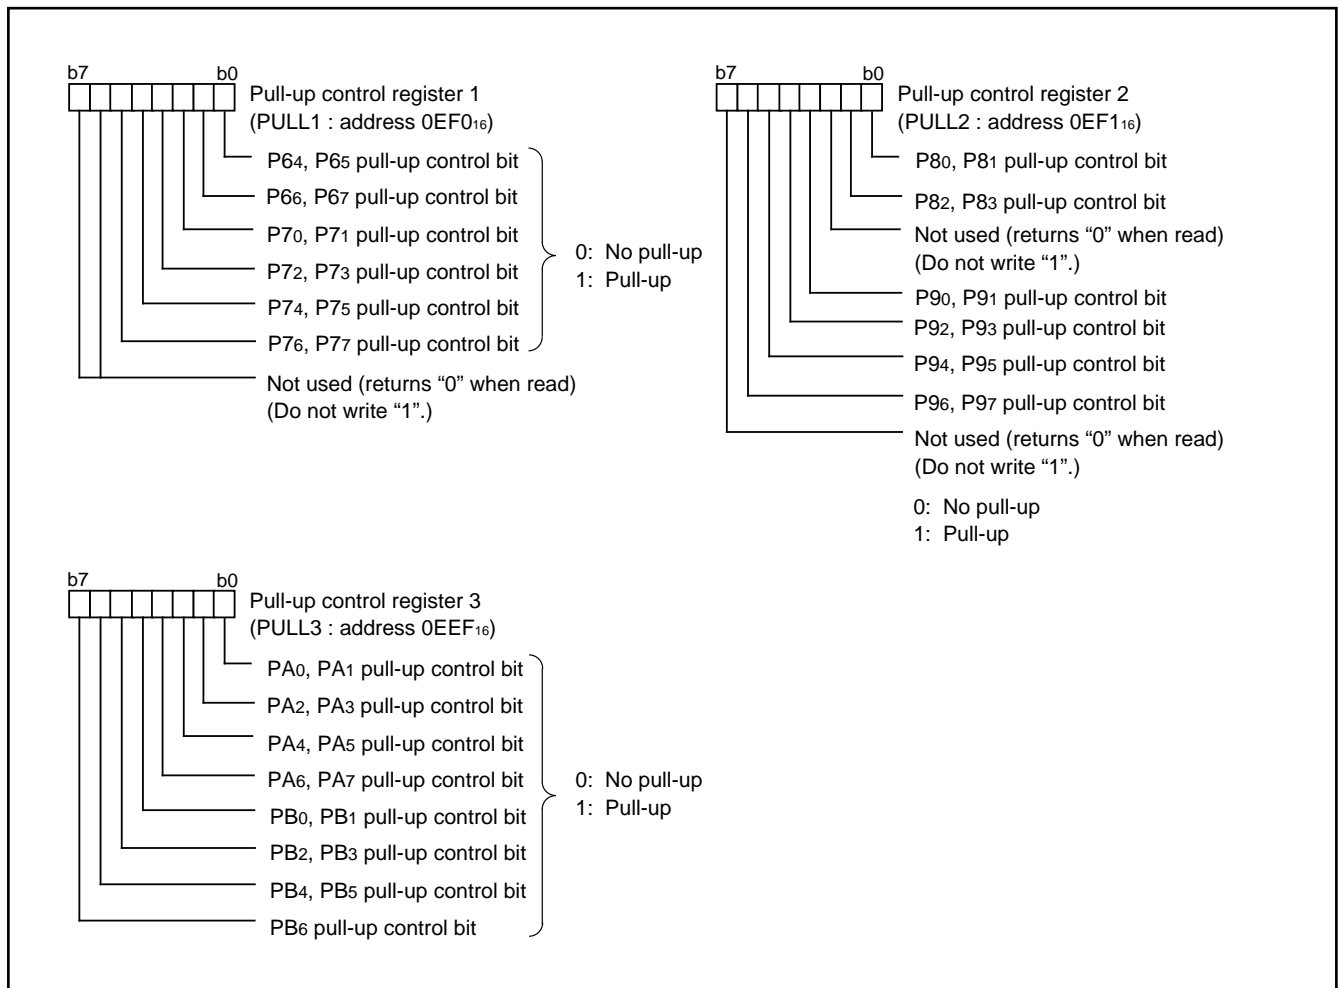 b7 b0
Pull-up control register 1
(PULL1 : address 0EF0₁₆)
P6₄, P6₅ pull-up control bit
P6₆, P6₇ pull-up control bit
P7₀, P7₁ pull-up control bit
P7₂, P7₃ pull-up control bit
P7₄, P7₅ pull-up control bit
P7₆, P7₇ pull-up control bit
0: No pull-up
1: Pull-up
Not used (returns “0” when read)
(Do not write “1”.)
b7 b0
Pull-up control register 2
(PULL2 : address 0EF1₁₆)
P8₀, P8₁ pull-up control bit
P8₂, P8₃ pull-up control bit
Not used (returns “0” when read)
(Do not write “1”.)
P9₀, P9₁ pull-up control bit
P9₂, P9₃ pull-up control bit
P9₄, P9₅ pull-up control bit
P9₆, P9₇ pull-up control bit
Not used (returns “0” when read)
(Do not write “1”.)
0: No pull-up
1: Pull-up
b7 b0
Pull-up control register 3
(PULL3 : address 0EEF₁₆)
PA₀, PA₁ pull-up control bit
PA₂, PA₃ pull-up control bit
PA₄, PA₅ pull-up control bit
PA₆, PA₇ pull-up control bit
PB₀, PB₁ pull-up control bit
PB₂, PB₃ pull-up control bit
PB₄, PB₅ pull-up control bit
PB₆ pull-up control bit
0: No pull-up
1: Pull-up